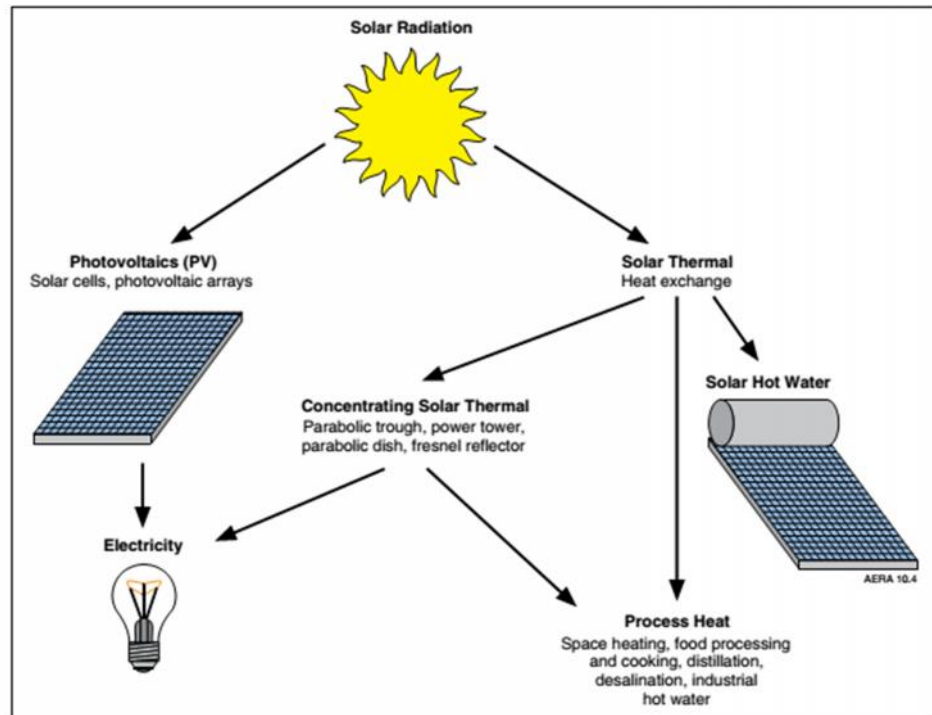 Solar Radiation
Photovoltaics (PV)
Solar cells, photovoltaic arrays
Solar Thermal
Heat exchange
Solar Hot Water
Concentrating Solar Thermal
Parabolic trough, power tower,
parabolic dish, fresnel reflector
Electricity
AERA 10.4
Process Heat
Space heating, food processing
and cooking, distillation,
desalination, industrial
hot water